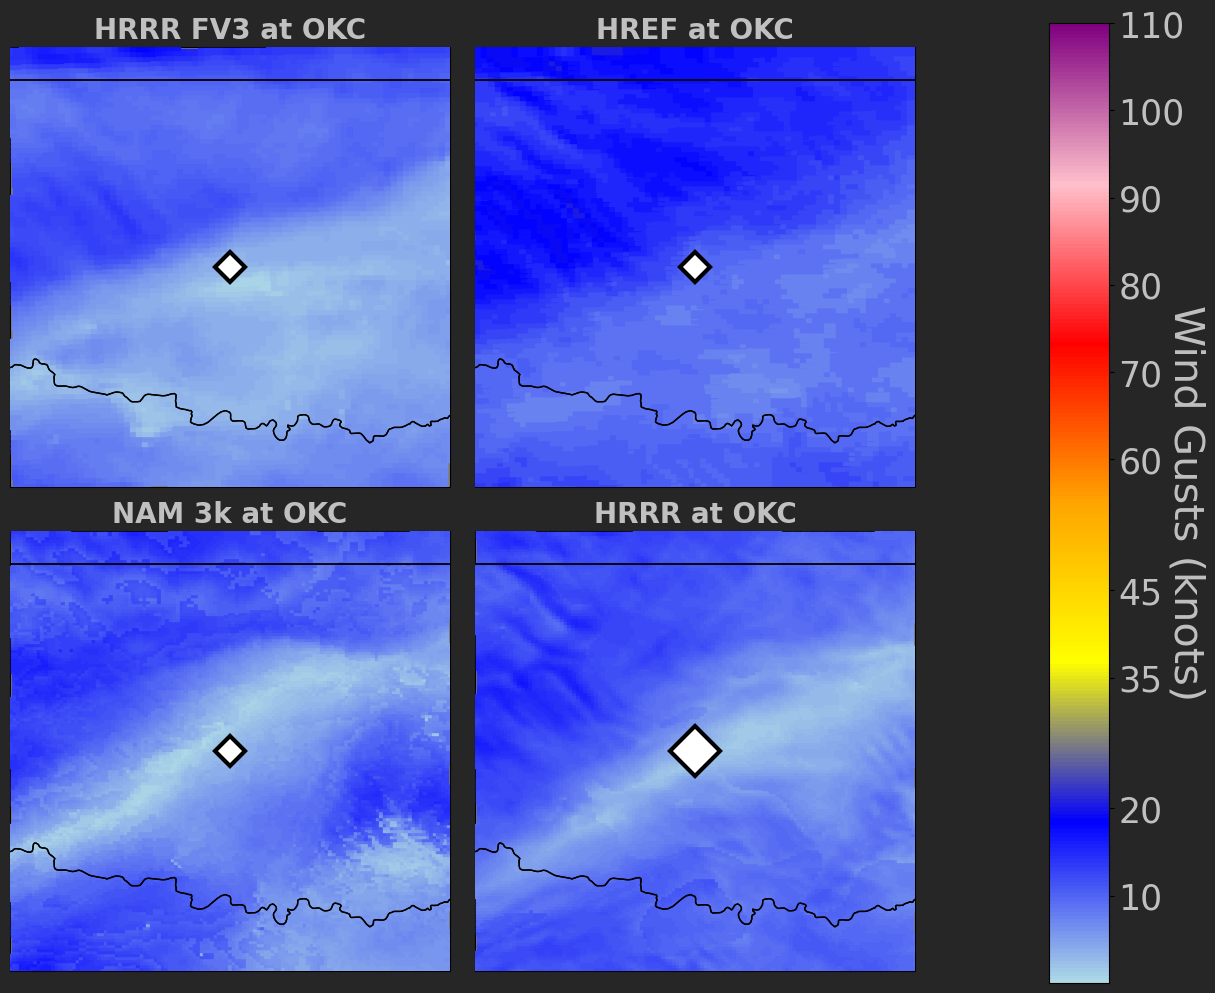 HRRR FV3 at OKC
HREF at OKC
NAM 3k at OKC
HRRR at OKC
110
100
90
80
70
60
45
35
20
10
Wind Gusts (knots)